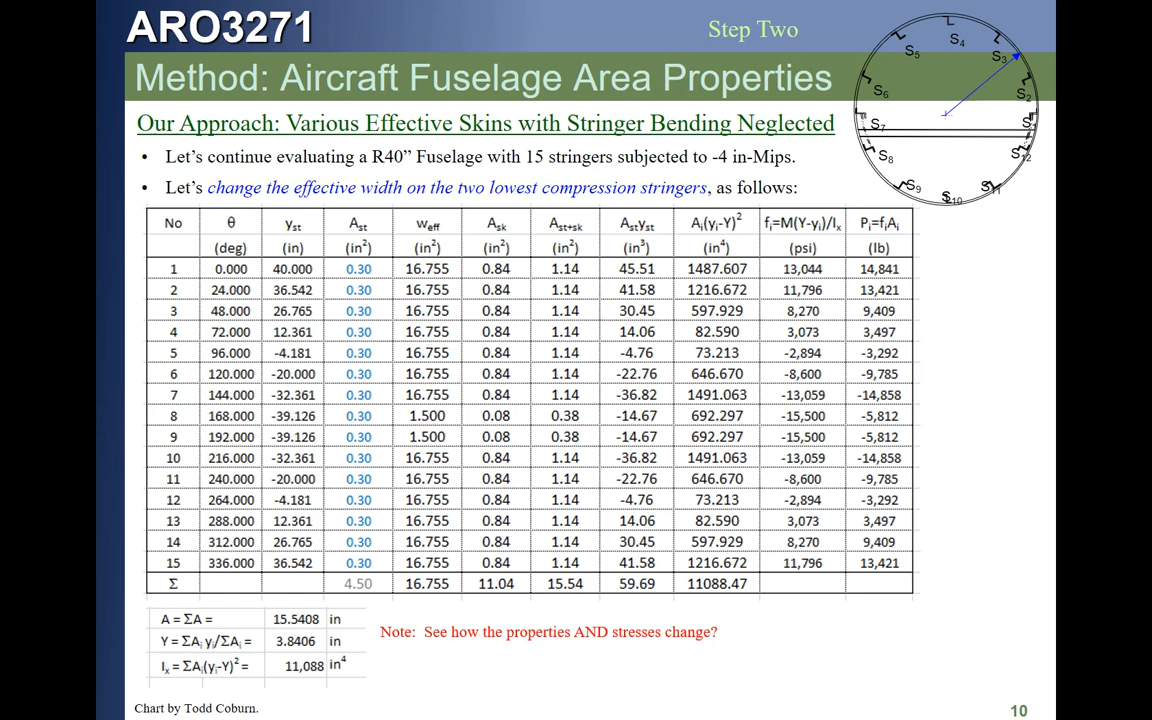 ARO3271
Step Two
Method: Aircraft Fuselage Area Properties
S4
S5
S3
S6
S2
S7
S8
S12
S9
S10
S11
Our Approach: Various Effective Skins with Stringer Bending Neglected
• Let's continue evaluating a R40” Fuselage with 15 stringers subjected to -4 in-Mips.
• Let's change the effective width on the two lowest compression stringers, as follows:
No θ yst Ast weff Ask Ast+sk Astyst Ai(yi-Y)² fi=M(Y-yi)/Ix Pi=fiAi
(deg) (in) (in²) (in²) (in²) (in²) (in³) (in⁴) (psi) (lb)
1 0.000 40.000 0.30 16.755 0.84 1.14 45.51 1487.607 13,044 14,841
2 24.000 36.542 0.30 16.755 0.84 1.14 41.58 1216.672 11,796 13,421
3 48.000 26.765 0.30 16.755 0.84 1.14 30.45 597.929 8,270 9,409
4 72.000 12.361 0.30 16.755 0.84 1.14 14.06 82.590 3,073 3,497
5 96.000 -4.181 0.30 16.755 0.84 1.14 -4.76 73.213 -2,894 -3,292
6 120.000 -20.000 0.30 16.755 0.84 1.14 -22.76 646.670 -8,600 -9,785
7 144.000 -32.361 0.30 16.755 0.84 1.14 -36.82 1491.063 -13,059 -14,858
8 168.000 -39.126 0.30 1.500 0.08 0.38 -14.67 692.297 -15,500 -5,812
9 192.000 -39.126 0.30 1.500 0.08 0.38 -14.67 692.297 -15,500 -5,812
10 216.000 -32.361 0.30 16.755 0.84 1.14 -36.82 1491.063 -13,059 -14,858
11 240.000 -20.000 0.30 16.755 0.84 1.14 -22.76 646.670 -8,600 -9,785
12 264.000 -4.181 0.30 16.755 0.84 1.14 -4.76 73.213 -2,894 -3,292
13 288.000 12.361 0.30 16.755 0.84 1.14 14.06 82.590 3,073 3,497
14 312.000 26.765 0.30 16.755 0.84 1.14 30.45 597.929 8,270 9,409
15 336.000 36.542 0.30 16.755 0.84 1.14 41.58 1216.672 11,796 13,421
Σ 4.50 16.755 11.04 15.54 59.69 11088.47
A = ΣA = 15.5408 in
Y = ΣAi yi/ΣAi = 3.8406 in
Ix = ΣAi(yi-Y)² = 11,088 in⁴
Note: See how the properties AND stresses change?
Chart by Todd Coburn.
10